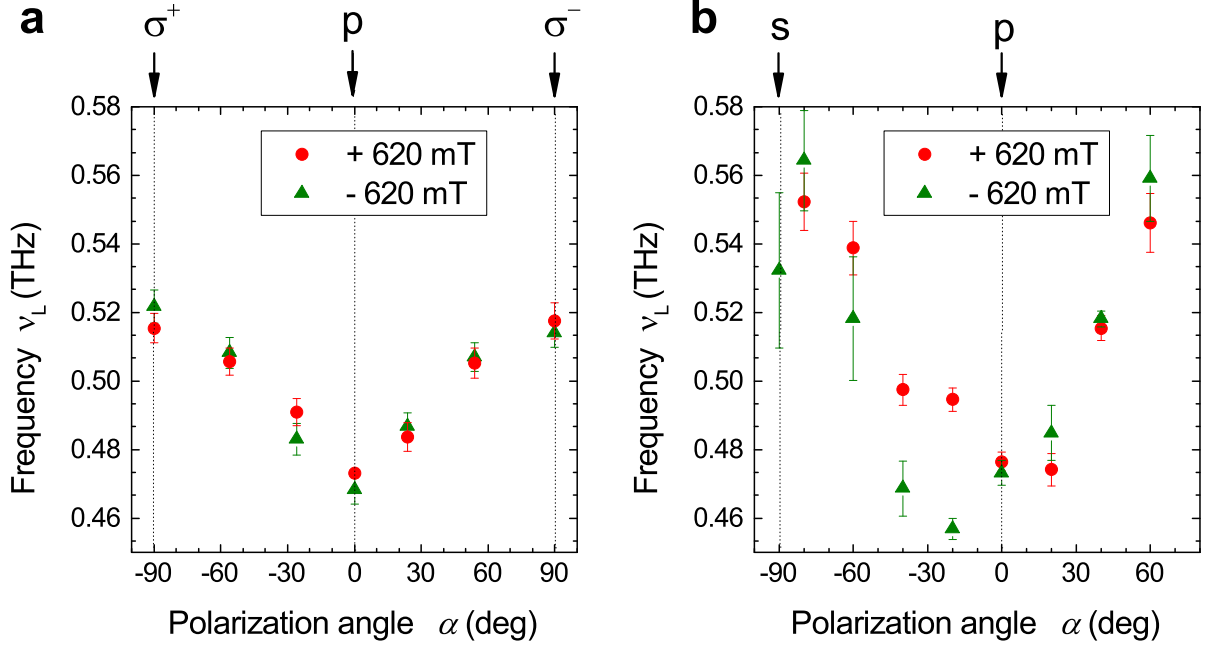 a
σ⁺ p σ⁻
0.58
0.56
0.54
0.52
0.50
0.48
0.46
+ 620 mT
- 620 mT
Frequency ν_L (THz)
-90 -60 -30 0 30 60 90
Polarization angle α (deg)
b
s p
0.58
0.56
0.54
0.52
0.50
0.48
0.46
+ 620 mT
- 620 mT
Frequency ν_L (THz)
-90 -60 -30 0 30 60
Polarization angle α (deg)